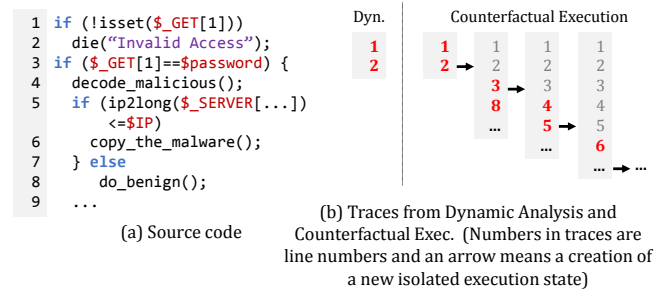 1 if (!isset($_GET[1]))
2 die(“Invalid Access”);
3 if ($_GET[1]==$password) {
4 decode_malicious();
5 if (ip2long($_SERVER[...])
<=$IP)
6 copy_the_malware();
7 } else
8 do_benign();
9 ...
(a) Source code
Dyn.
1
2
Counterfactual Execution
1 1 1 1
2 2 2 2
3 3 3
8 4 4
... 5 5
... 6
... ...
(b) Traces from Dynamic Analysis and
Counterfactual Exec. (Numbers in traces are
line numbers and an arrow means a creation of
a new isolated execution state)